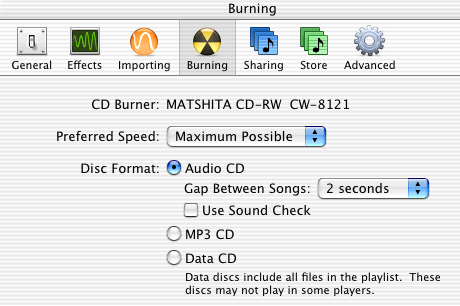 Burning
General Effects Importing Burning Sharing Store Advanced
CD Burner: MATSHITA CD-RW CW-8121
Preferred Speed: Maximum Possible
Disc Format: Audio CD
Gap Between Songs: 2 seconds
Use Sound Check
MP3 CD
Data CD
Data discs include all files in the playlist. These
discs may not play in some players.